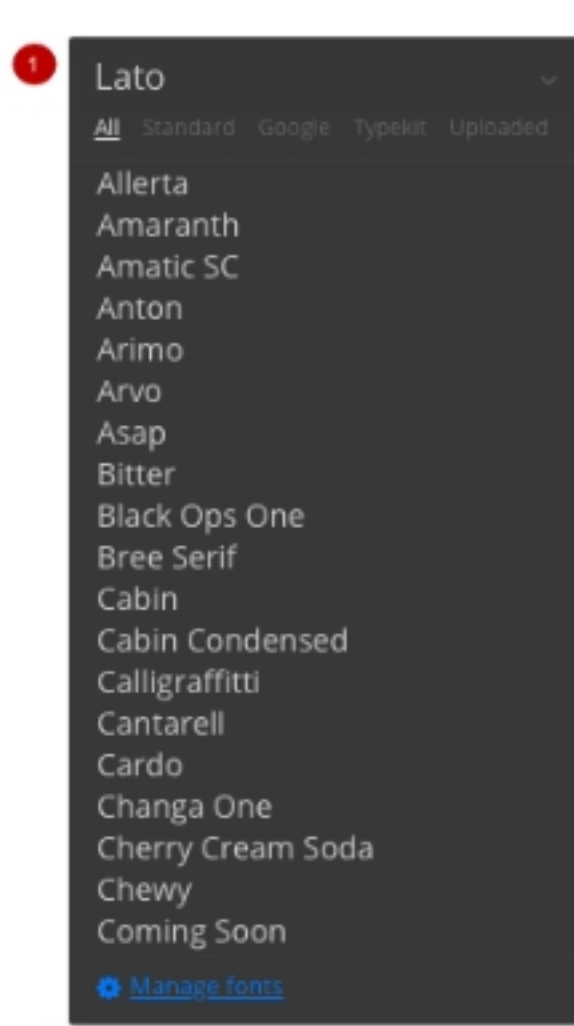 1
Lato
All Standard Google Typekit Uploaded
Allerta
Amaranth
Amatic SC
Anton
Arimo
Arvo
Asap
Bitter
Black Ops One
Bree Serif
Cabin
Cabin Condensed
Calligraffitti
Cantarell
Cardo
Changa One
Cherry Cream Soda
Chewy
Coming Soon
Manage fonts